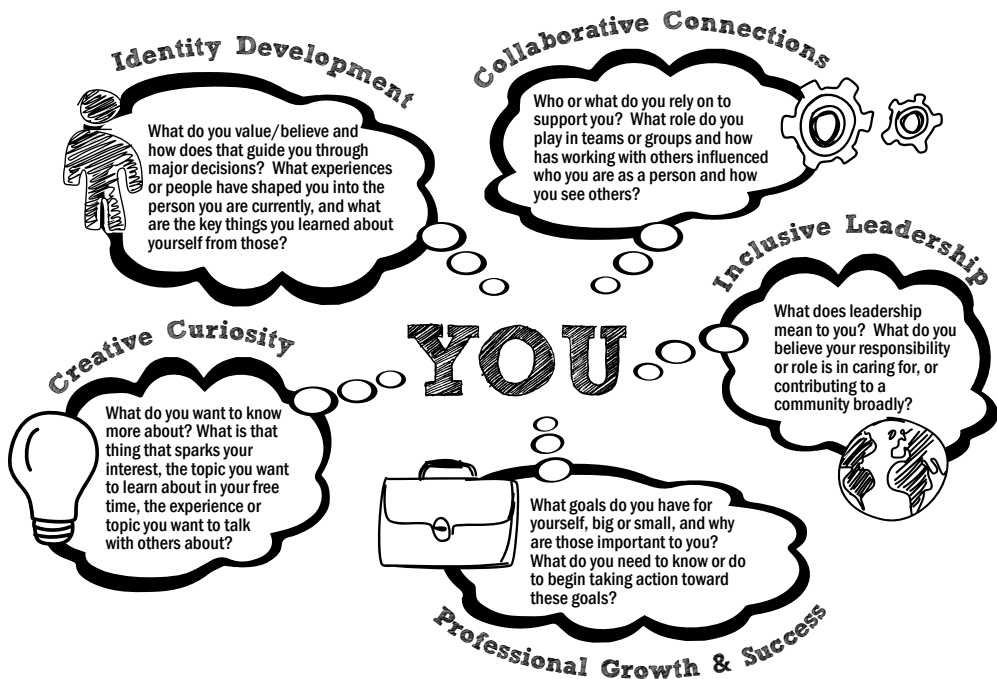 Identity Development
What do you value/believe and
how does that guide you through
major decisions?  What experiences
or people have shaped you into the
person you are currently, and what
are the key things you learned about
yourself from those?
Collaborative Connections
Who or what do you rely on to
support you?  What role do you
play in teams or groups and how
has working with others influenced
who you are as a person and how
you see others?
Inclusive Leadership
What does leadership
mean to you?  What do you
believe your responsibility
or role is in caring for, or
contributing to a
community broadly?
YOU
Creative Curiosity
What do you want to know
more about? What is that
thing that sparks your
interest, the topic you want
to learn about in your free
time, the experience or
topic you want to talk
with others about?
What goals do you have for
yourself, big or small, and why
are those important to you?
What do you need to know or do
to begin taking action toward
these goals?
Professional Growth & Success